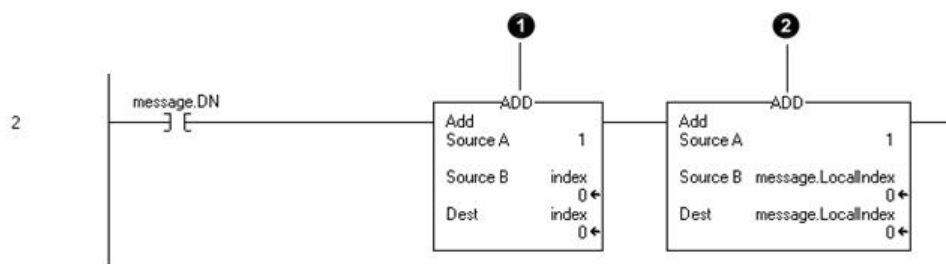 1 2
2
message.DN
ADD
Add
Source A 1
Source B index
0
Dest index
0
ADD
Add
Source A 1
Source B message.LocalIndex
0
Dest message.LocalIndex
0